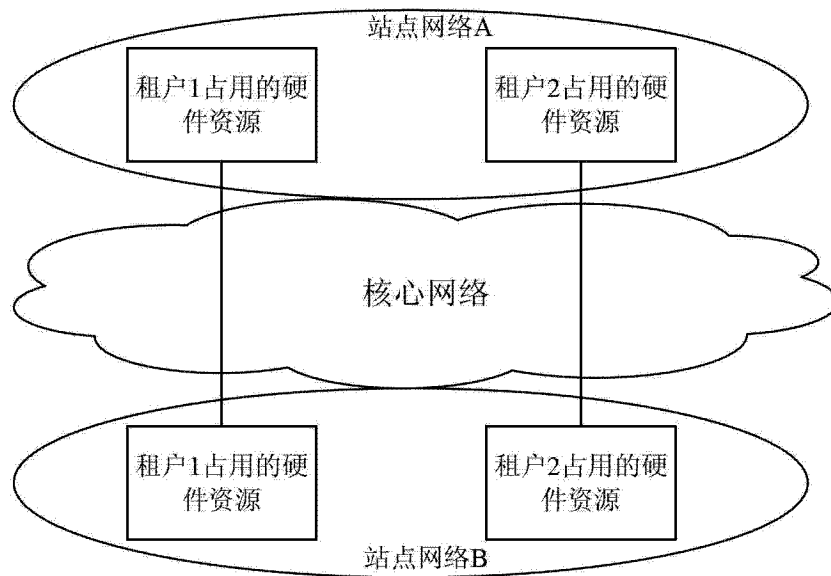 站点网络A
租户1占用的硬
件资源
租户2占用的硬
件资源
核心网络
租户1占用的硬
件资源
租户2占用的硬
件资源
站点网络B